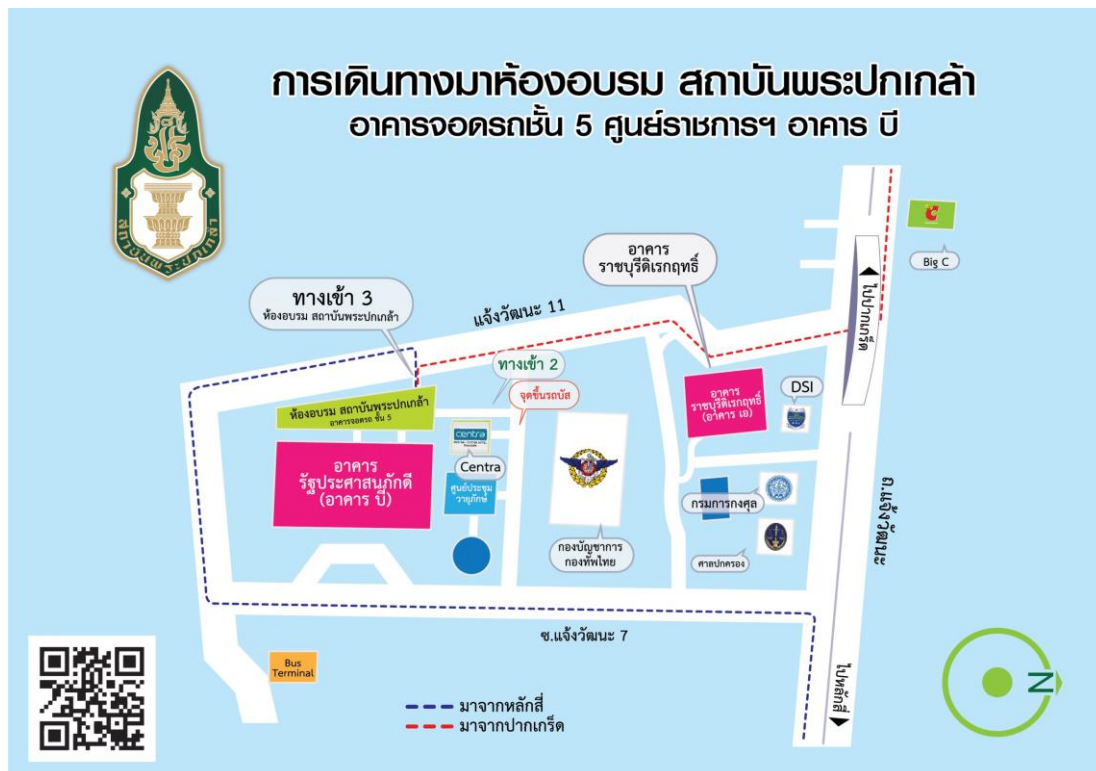 การเดินทางมาห้องอบรม สถาบันพระปกเกล้า
อาคารจอดรถชั้น 5 ศูนย์ราชการฯ อาคาร บี
สถาบันพระปกเกล้า
Big C
อาคาร
ราชบุรีดิเรกฤทธิ์
ทางเข้า 3
ห้องอบรม สถาบันพระปกเกล้า
แจ้งวัฒนะ 11
ไปปากเกร็ด
ทางเข้า 2
จุดขึ้นรถบัส
อาคาร
ราชบุรีดิเรกฤทธิ์
(อาคาร เอ)
DSI
ห้องอบรม สถาบันพระปกเกล้า
อาคารจอดรถ ชั้น 5
centra
Centra
อาคาร
รัฐประศาสนภักดี
(อาคาร บี)
ศูนย์ประชุม
วายุภักษ์
กรมการกงศุล
ถ.แจ้งวัฒนะ
กองบัญชาการ
กองทัพไทย
ศาลปกครอง
ซ.แจ้งวัฒนะ 7
Bus
Terminal
ไปหลักสี่
N
มาจากหลักสี่
มาจากปากเกร็ด